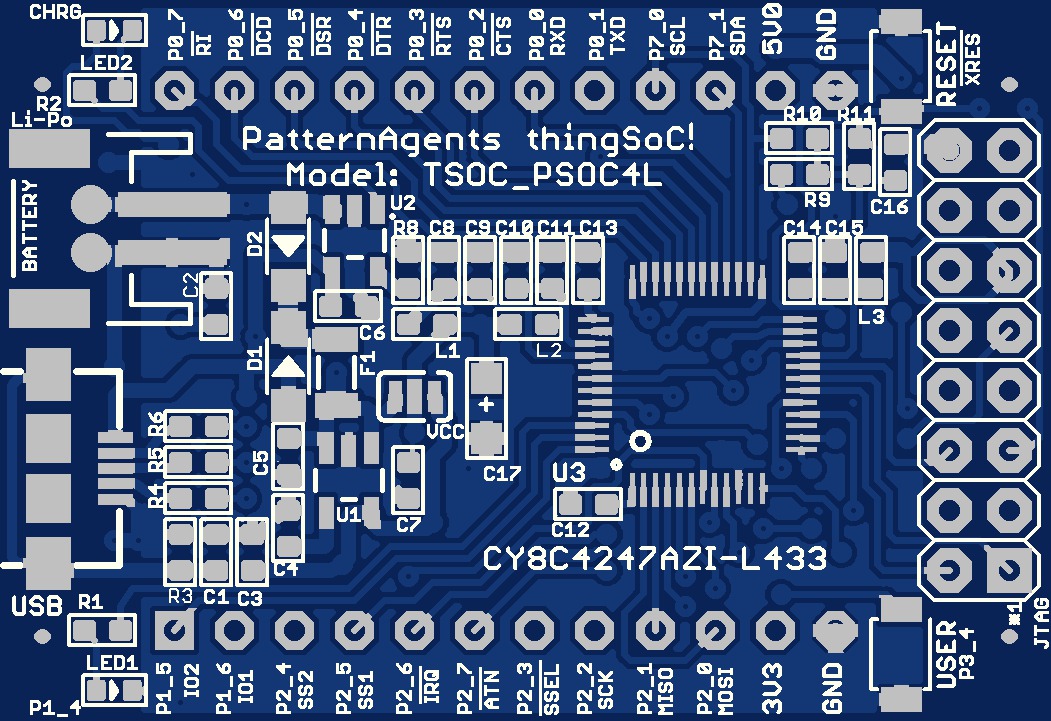 CHRG
LED2
R2
Li-Po
BATTERY
P0_7
RI
P0_6
DCD
P0_5
DSR
P0_4
DTR
P0_3
RTS
P0_2
CTS
P0_0
RXD
P0_1
TXD
P7_0
SCL
P7_1
SDA
5V0
GND
RESET
XRES
PatternAgents thingSoC!
Model: TSOC_PSOC4L
R10
R11
R9
C16
U2
R8
C8
C9
C10
C11
C13
C14
C15
D2
C2
C6
L1
L2
L3
D1
F1
VCC
+
C17
R6
R5
R4
C5
U1
C7
U3
C12
CY8C4247AZI-L433
C4
R3
C1
C3
USB
R1
LED1
P1_4
P1_5
IO2
P1_6
IO1
P2_4
SS2
P2_5
SS1
P2_6
IRQ
P2_7
ATN
P2_3
SSEL
P2_2
SCK
P2_1
MISO
P2_0
MOSI
3V3
GND
USER
P3_4
*1
JTAG